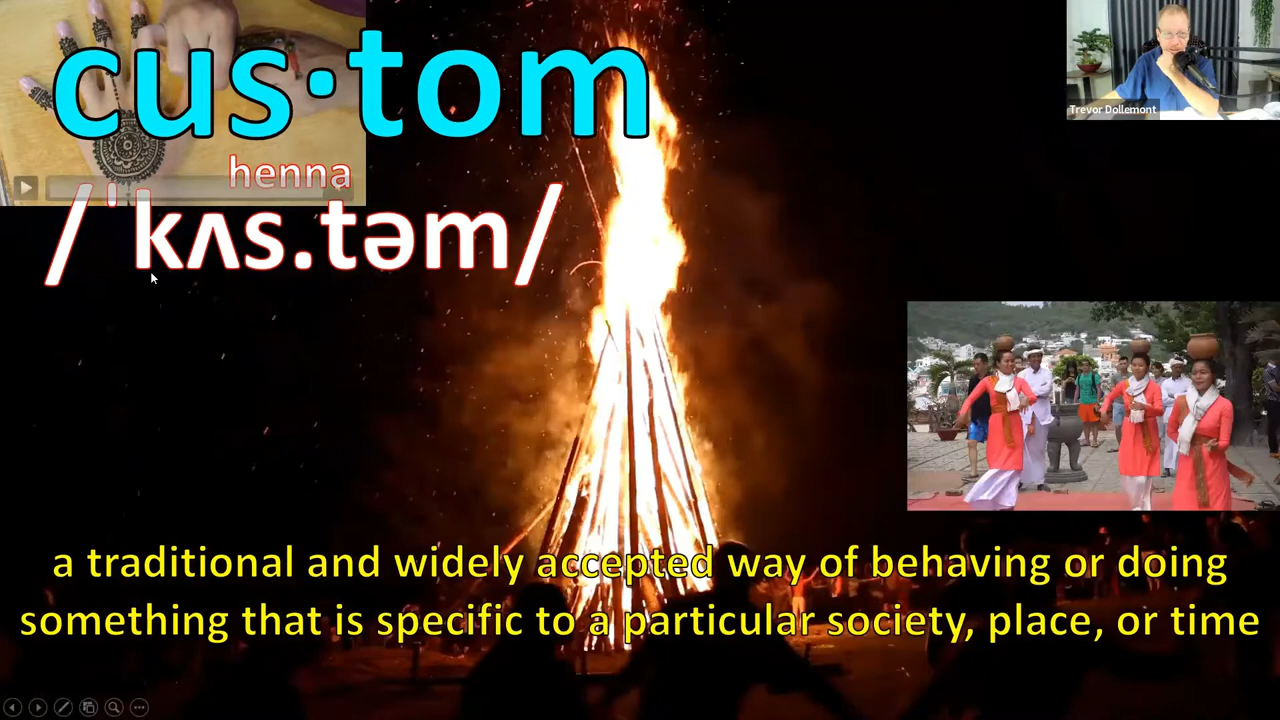 cus·tom
henna
/ˈkʌs.təm/
Trevor Dollemont
a traditional and widely accepted way of behaving or doing
something that is specific to a particular society, place, or time